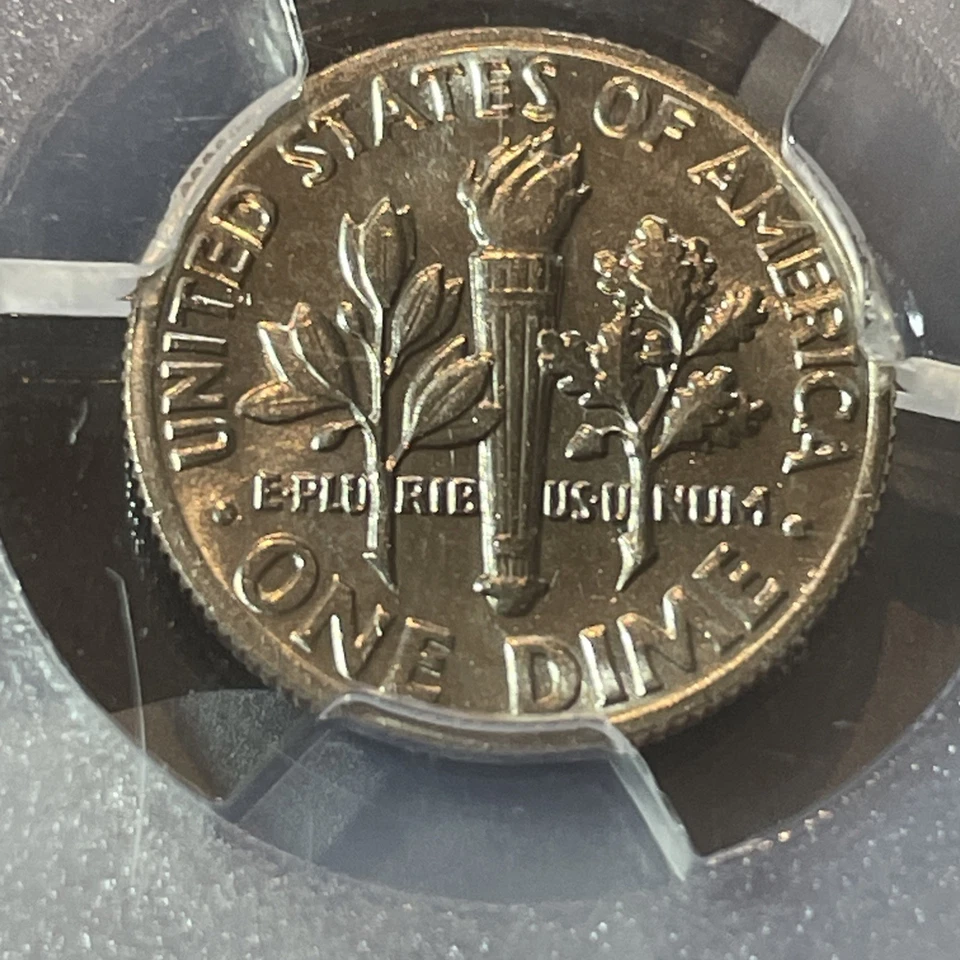 UNITED STATES OF AMERICA
E·PLURIBUS·UNUM
· ONE DIME ·